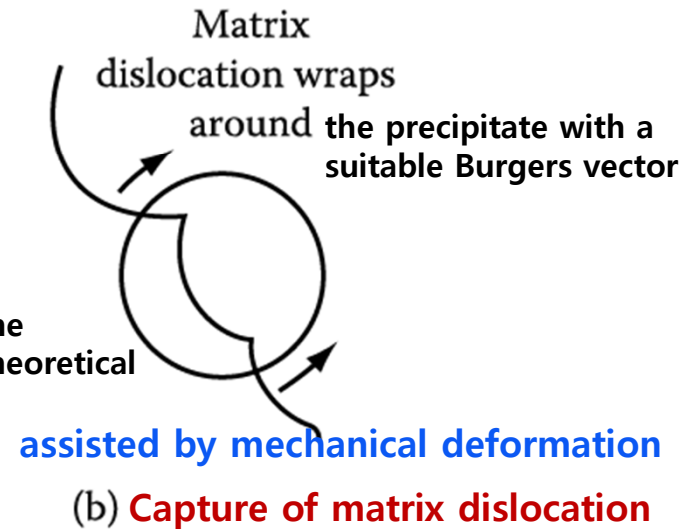 Matrix
dislocation wraps
around the precipitate with a
suitable Burgers vector
assisted by mechanical deformation
(b) Capture of matrix dislocation